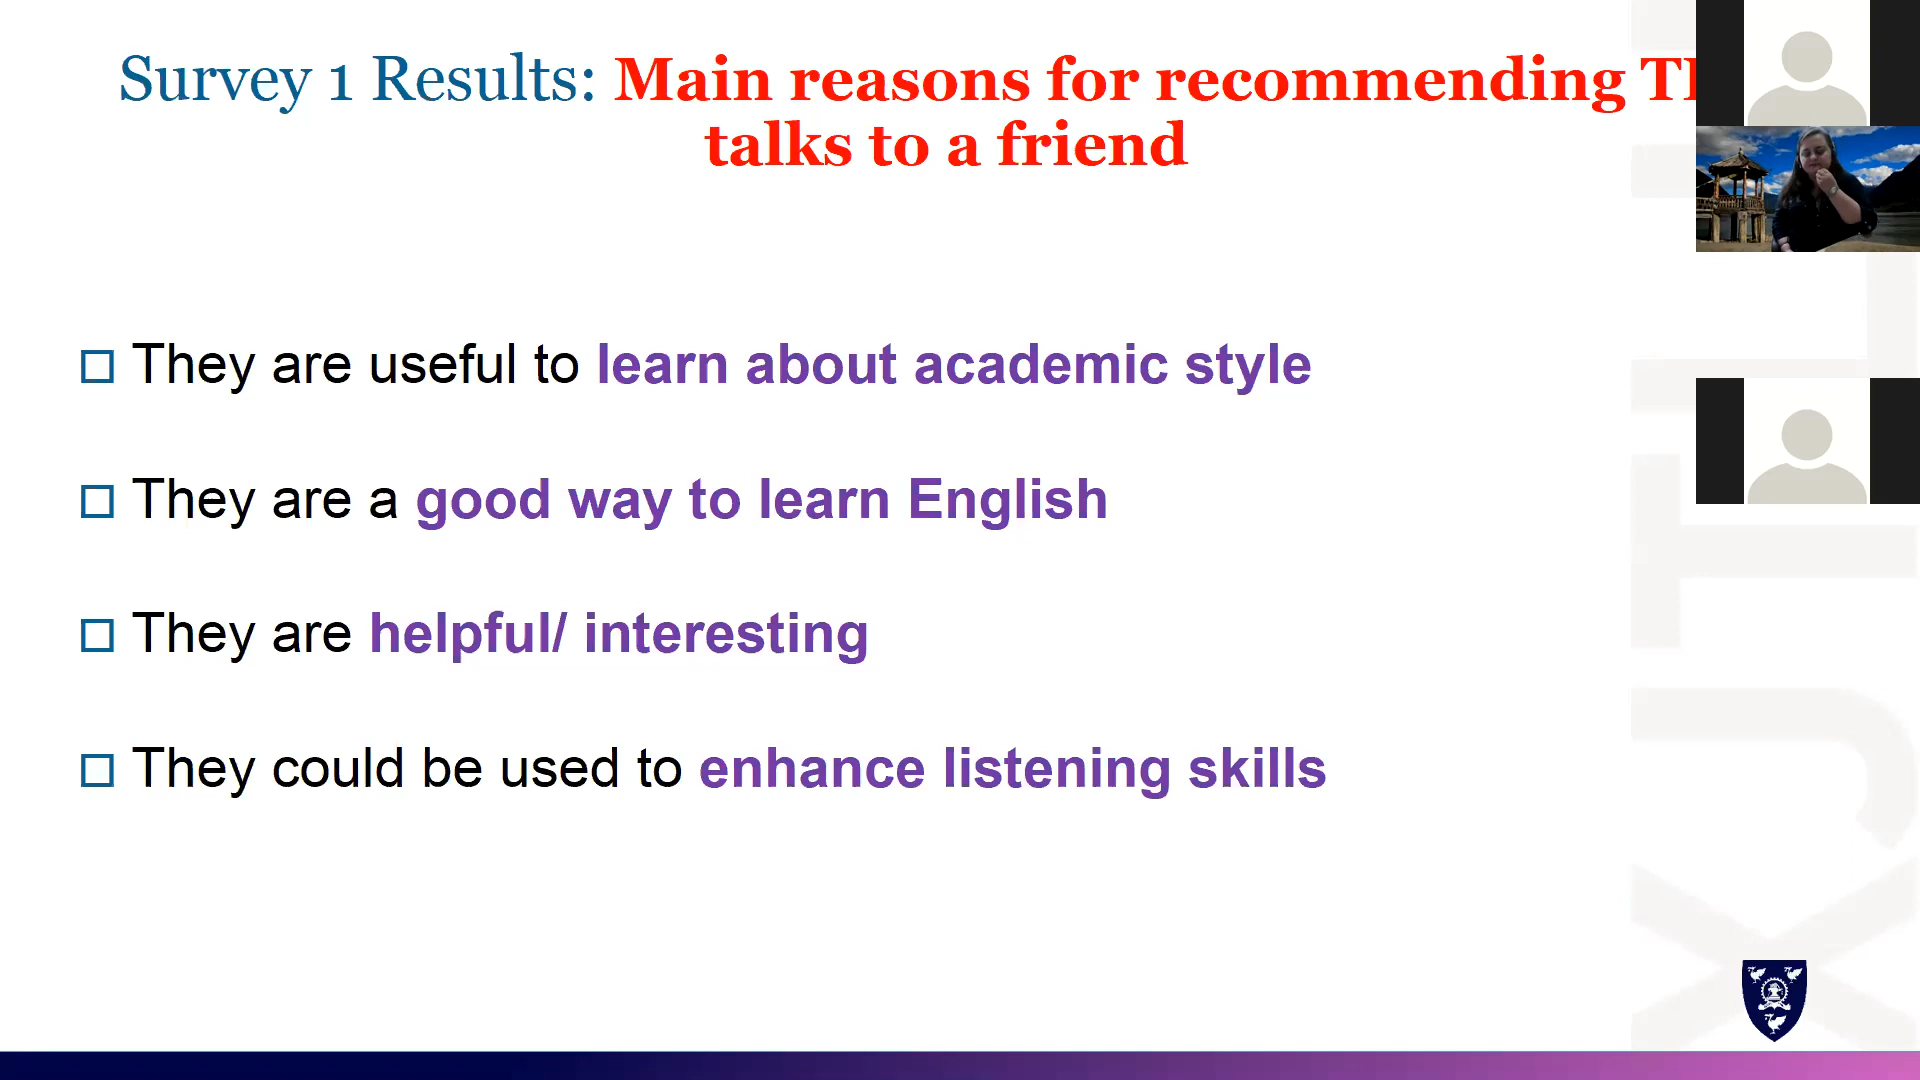 Survey 1 Results: Main reasons for recommending
talks to a friend
They are useful to learn about academic style
They are a good way to learn English
They are helpful/ interesting
They could be used to enhance listening skills